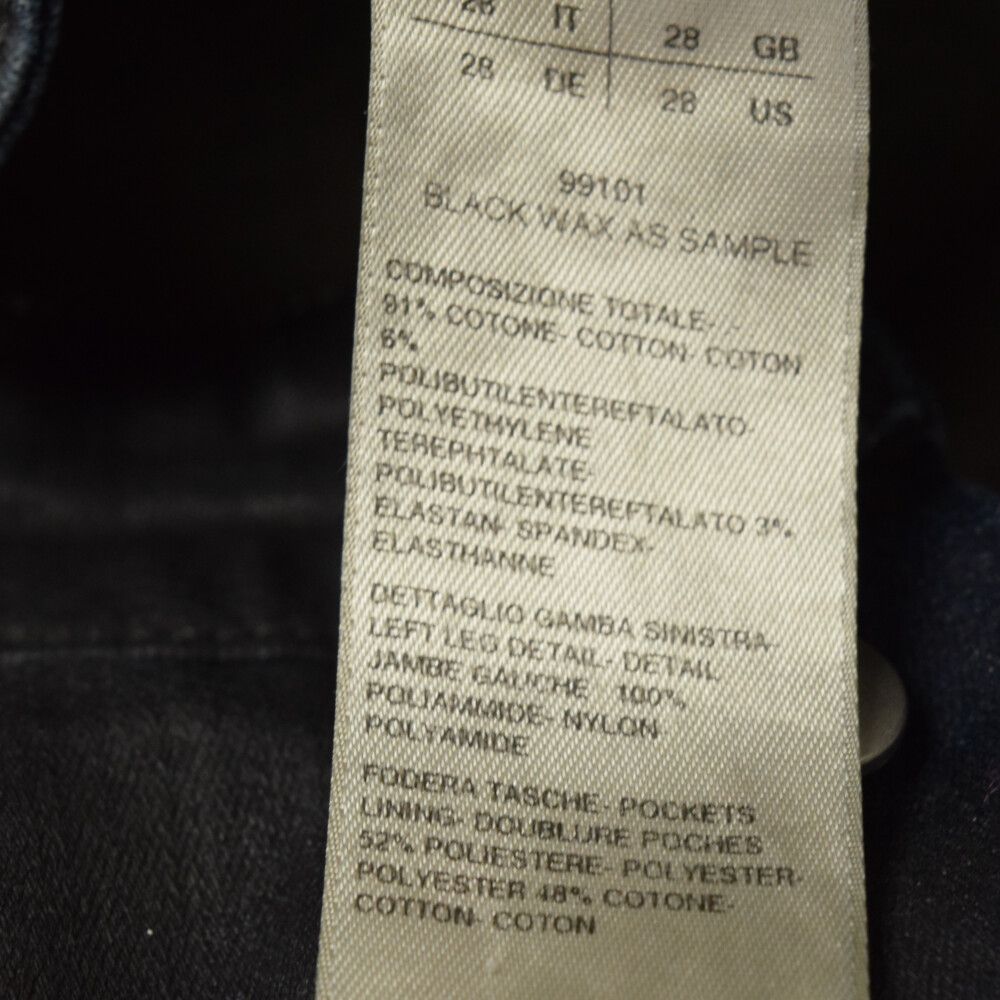 28 IT 28 GB
28 DE 28 US
99101
BLACK WAX AS SAMPLE
COMPOSIZIONE TOTALE- .-
91% COTONE- COTTON- COTON
6%
POLIBUTILENTEREFTALATO-
POLYETHYLENE
TEREPHTALATE-
POLIBUTILENTEREFTALATO 3%
ELASTAN- SPANDEX-
ELASTHANNE
DETTAGLIO GAMBA SINISTRA-
LEFT LEG DETAIL- DETAIL
JAMBE GAUCHE 100%
POLIAMMIDE- NYLON
POLYAMIDE
FODERA TASCHE- POCKETS
LINING- DOUBLURE POCHES
52% POLIESTERE- POLYESTER-
POLYESTER 48% COTONE-
COTTON- COTON